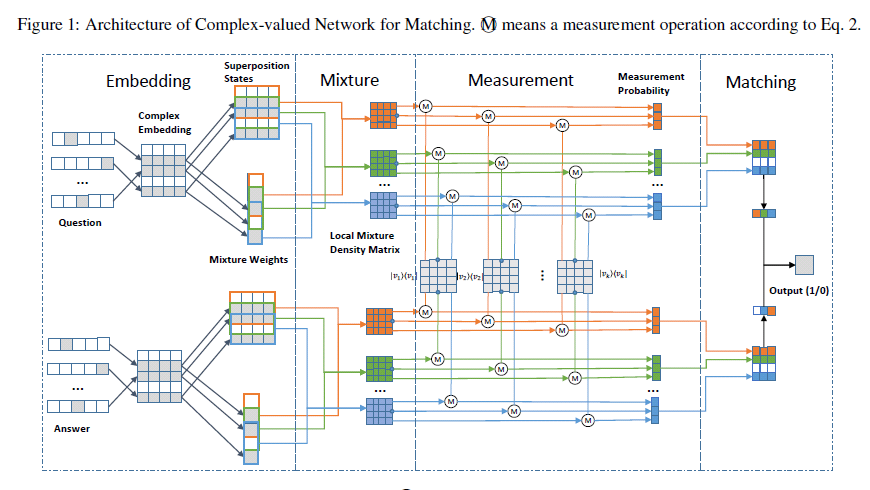 Figure 1: Architecture of Complex-valued Network for Matching. Ⓜ means a measurement operation according to Eq. 2.
Embedding
Superposition
States
Mixture
Measurement
Measurement
Probability
Matching
Complex
Embedding
M
M
M
M
M
M
...
...
...
M
M
M
Question
Mixture Weights
Local Mixture
Density Matrix
|v₁⟩⟨v₁|
|v₂⟩⟨v₂|
⋮
|vₖ⟩⟨vₖ|
Output (1/0)
M
M
M
M
M
M
...
...
...
M
M
M
Answer